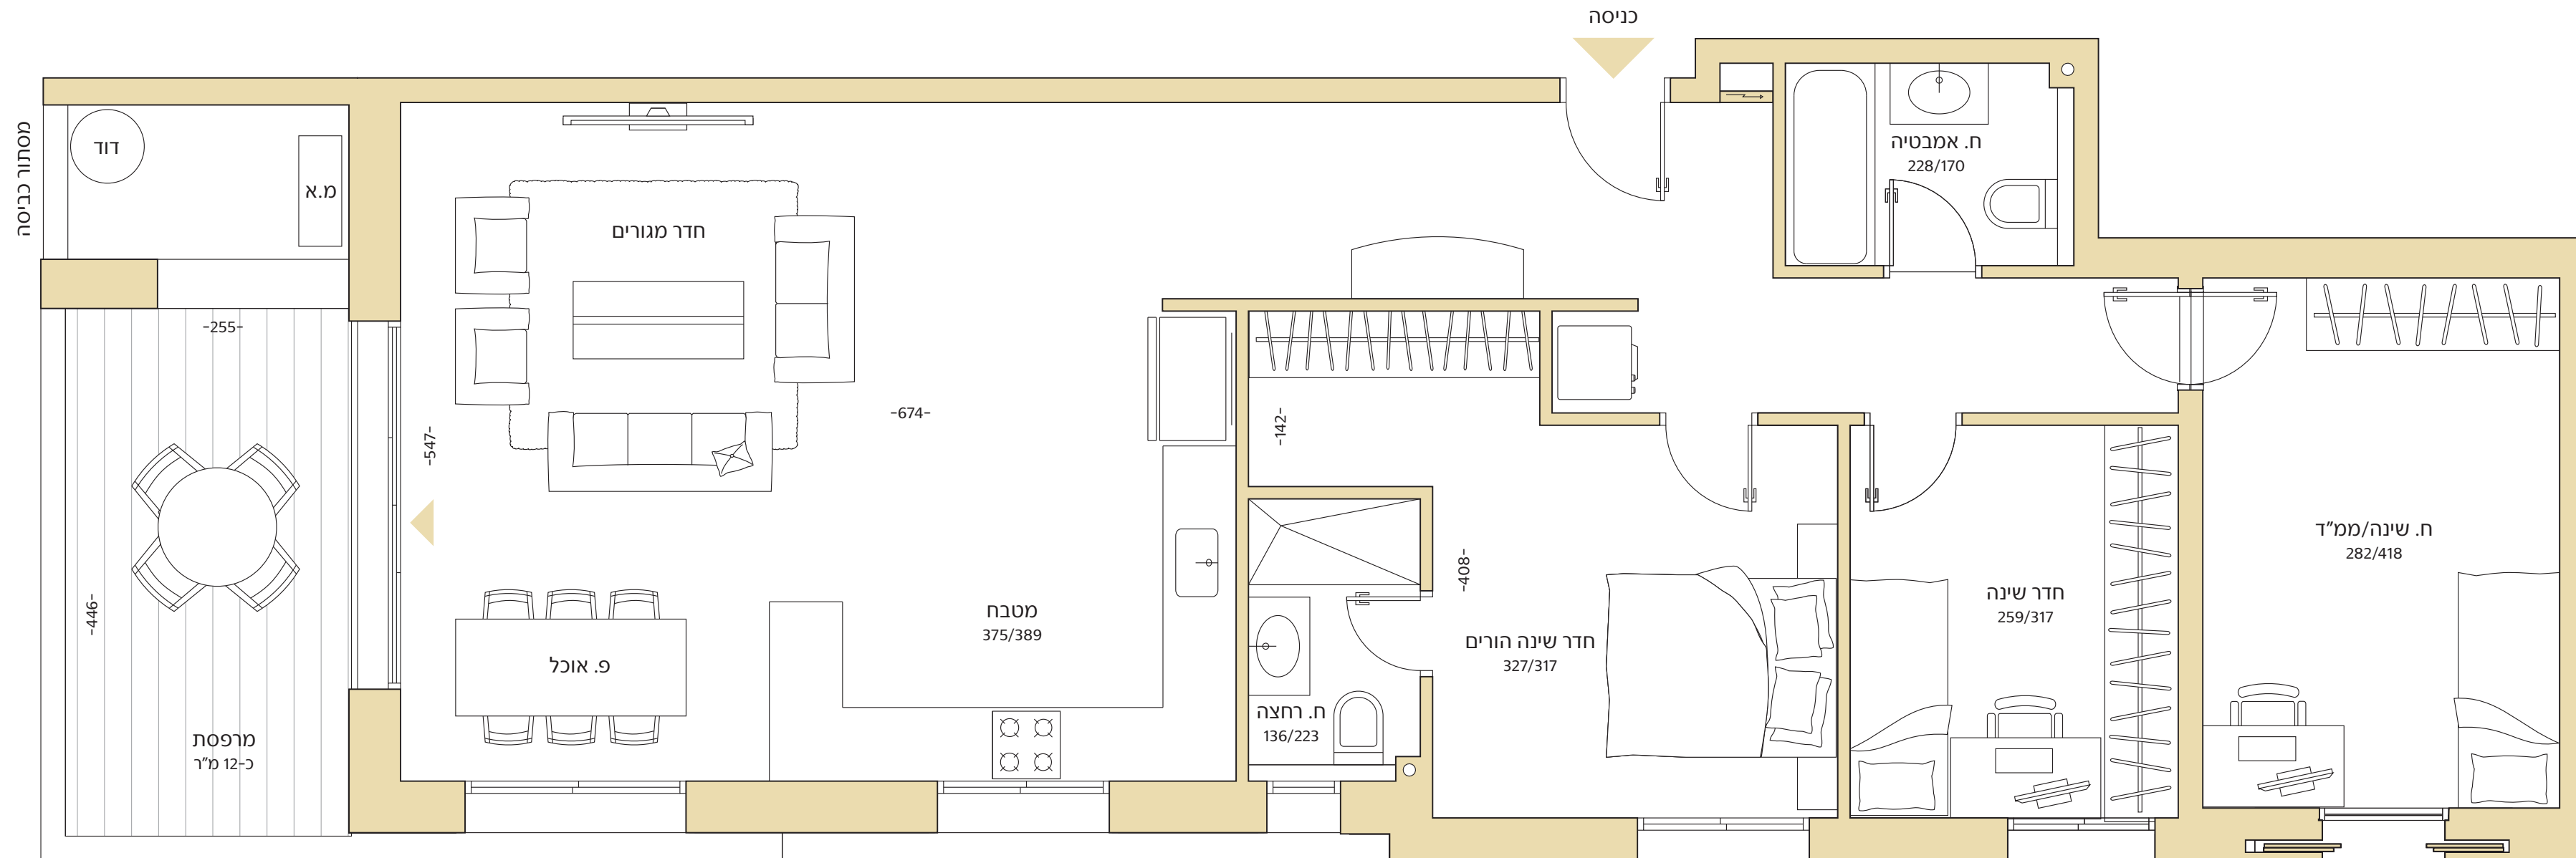 כניסה
מסתור כביסה
דוד
מ.א
ח. אמבטיה
228/170
חדר מגורים
-255-
-674-
-547-
-142-
-446-
-408-
ח. שינה/ממ"ד
282/418
חדר שינה
259/317
מטבח
375/389
חדר שינה הורים
327/317
פ. אוכל
ח. רחצה
136/223
מרפסת
כ-12 מ"ר